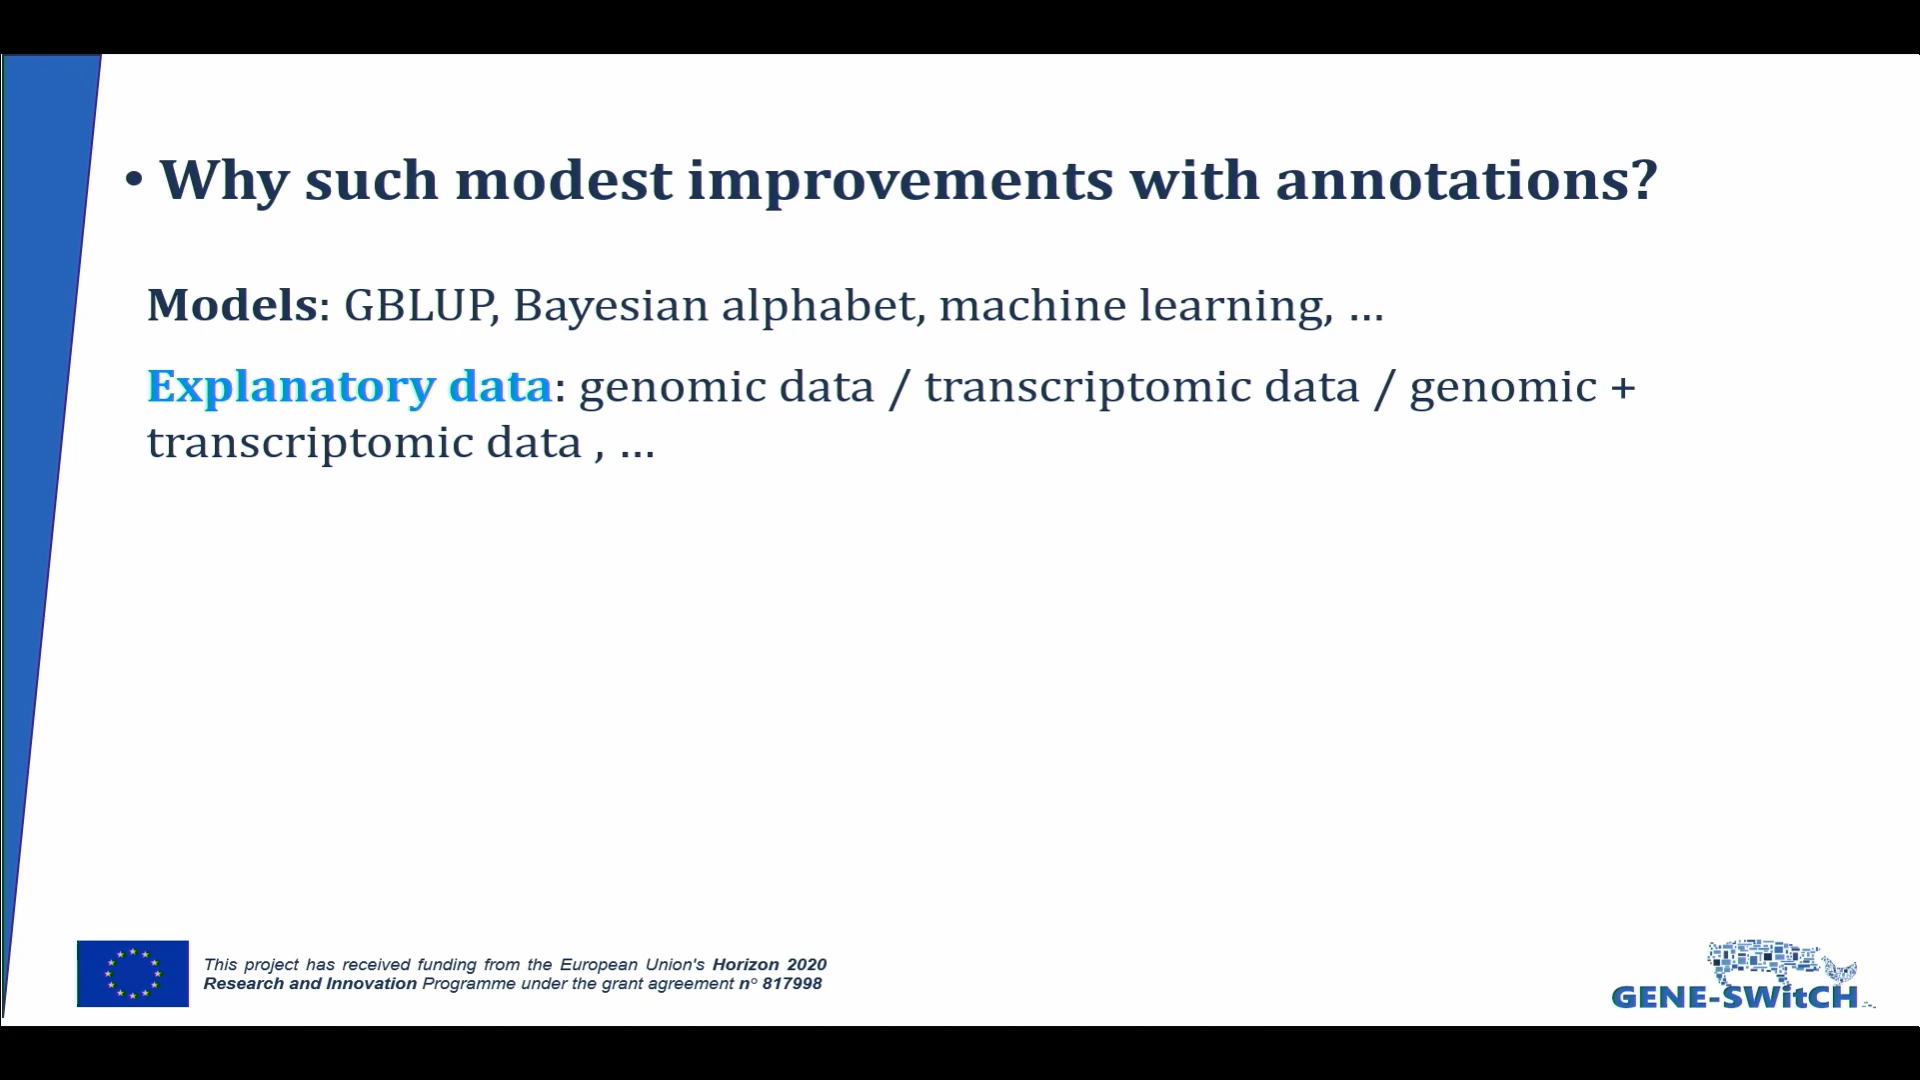 • Why such modest improvements with annotations?
Models: GBLUP, Bayesian alphabet, machine learning, ...
Explanatory data: genomic data / transcriptomic data / genomic +
transcriptomic data , ...
This project has received funding from the European Union's Horizon 2020
Research and Innovation Programme under the grant agreement n° 817998
GENE-SWitCH